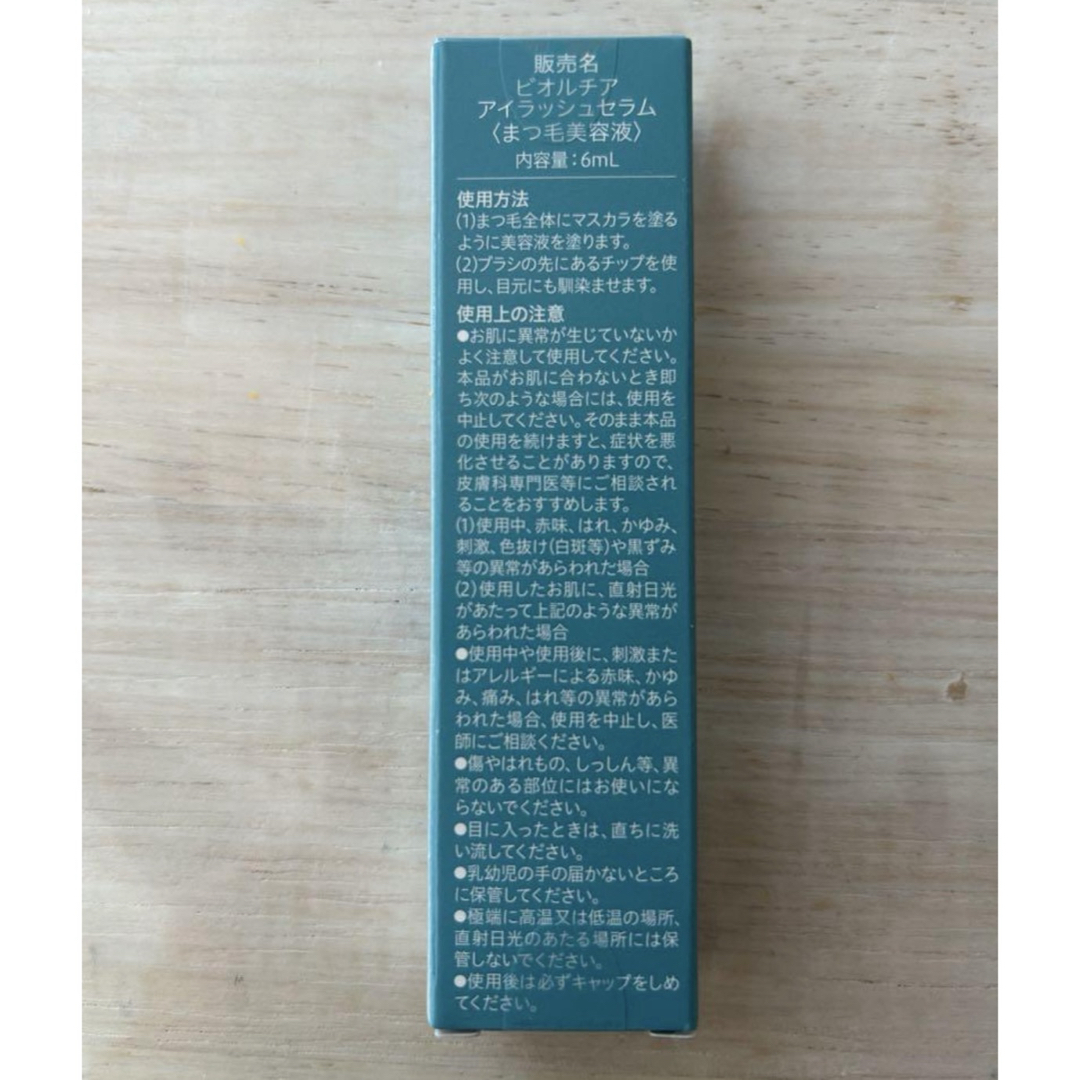 販売名
ピオルチア
アイラッシュセラム
〈まつ毛美容液〉
内容量：6mL
使用方法
(1)まつ毛全体にマスカラを塗る
ように美容液を塗ります。
(2)ブラシの先にあるチップを使
用し、目元にも馴染ませます。
使用上の注意
●お肌に異常が生じていないか
よく注意して使用してください。
本品がお肌に合わないとき即
ち次のような場合には、使用を
中止してください。そのまま本品
の使用を続けますと、症状を悪
化させることがありますので、
皮膚科専門医等にご相談され
ることをおすすめします。
(1)使用中、赤味、はれ、かゆみ、
刺激、色抜け(白斑等)や黒ずみ
等の異常があらわれた場合
(2)使用したお肌に、直射日光
があたって上記のような異常が
あらわれた場合
●使用中や使用後に、刺激また
はアレルギーによる赤味、かゆ
み、痛み、はれ等の異常があら
われた場合、使用を中止し、医
師にご相談ください。
●傷やはれもの、しっしん等、異
常のある部位にはお使いにな
らないでください。
●目に入ったときは、直ちに洗
い流してください。
●乳幼児の手の届かないところ
に保管してください。
●極端に高温又は低温の場所、
直射日光のあたる場所には保
管しないでください。
●使用後は必ずキャップをしめ
てください。